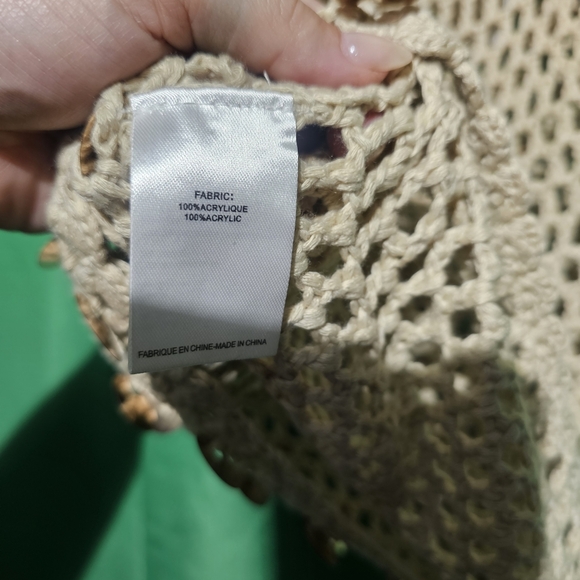 FABRIC:
100%ACRYLIQUE
100%ACRYLIC
FABRIQUE EN CHINE-MADE IN CHINA